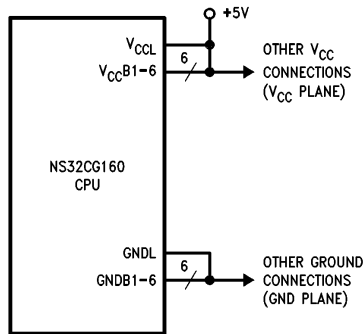 +5V
VCCL
VCCB1-6
6
OTHER VCC
CONNECTIONS
(VCC PLANE)
NS32CG160
CPU
GNDL
GNDB1-6
6
OTHER GROUND
CONNECTIONS
(GND PLANE)